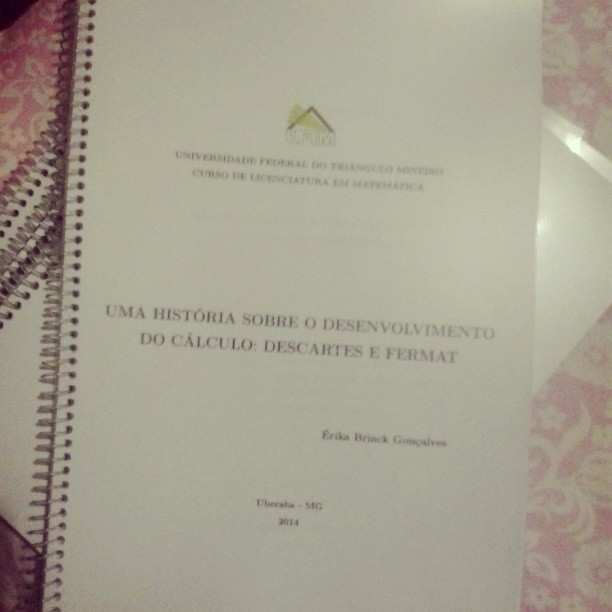 UFTM
UNIVERSIDADE FEDERAL DO TRIÂNGULO MINEIRO
CURSO DE LICENCIATURA EM MATEMÁTICA
UMA HISTÓRIA SOBRE O DESENVOLVIMENTO
DO CÁLCULO: DESCARTES E FERMAT
Érika Brinck Gonçalves
Uberaba - MG
2014